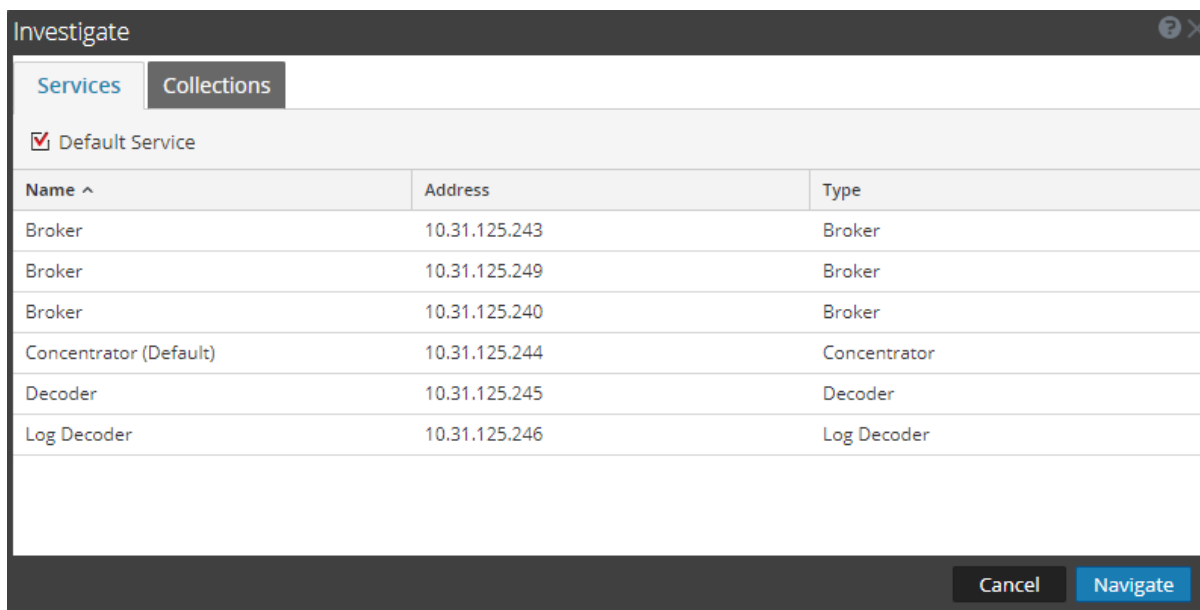 Investigate
Services Collections
Default Service
Name Address Type
Broker 10.31.125.243 Broker
Broker 10.31.125.249 Broker
Broker 10.31.125.240 Broker
Concentrator (Default) 10.31.125.244 Concentrator
Decoder 10.31.125.245 Decoder
Log Decoder 10.31.125.246 Log Decoder
Cancel Navigate